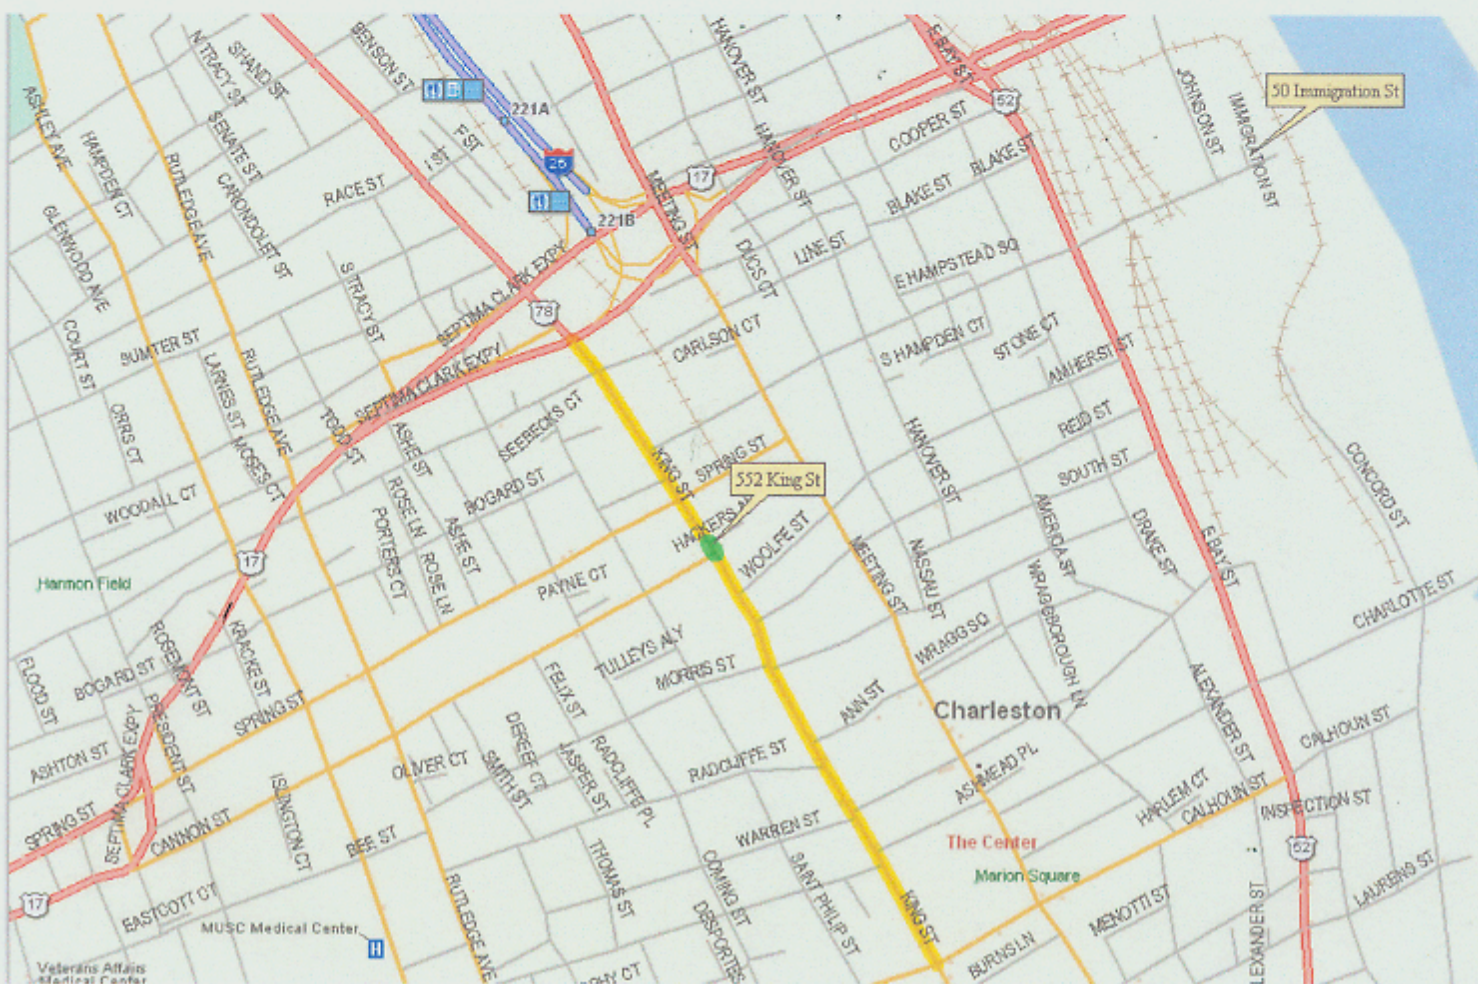 N TRACY ST
SHAND ST
BENSON ST
HANOVER ST
E BAY ST
JOHNSON ST
IMMIGRATION ST
50 Immigration St
221A
52
ASHLEY AVE
HAMPDEN CT
SENATE ST
F ST
I ST
26
HANOVER ST
COOPER ST
BLAKE ST
RUTLEDGE AVE
CARONDOLET ST
RACE ST
17
MEETING ST
BLAKE ST
GLENWOOD AVE
221B
DUCS CT
LINE ST
E HAMPSTEAD SQ
S TRACY ST
SEPTIMA CLARK EXPY
78
COURT ST
SUMTER ST
LARNES ST
RUTLEDGE AVE
SEPTIMA CLARK EXPY
CARLSON CT
S HAMPDEN CT
STONE CT
AMHERST ST
ORRS CT
MOSES CT
TODD ST
ASHE ST
SEEBECKS CT
KING ST
SPRING ST
HANOVER ST
REID ST
SOUTH ST
CONCORD ST
WOODALL CT
ROSE LN
BOGARD ST
552 King St
PORTERS CT
ASHE ST
WOOLFE ST
AMERICA ST
DRAKE ST
E BAY ST
17
Harmon Field
ROSE LN
PAYNE CT
MEETING ST
NASSAU ST
WRAGGBOROUGH LN
CHARLOTTE ST
FLOOD ST
BOGARD ST
ROSEMONT ST
KRACKE ST
TULLEYS ALY
MORRIS ST
WRAGG SQ
SPRING ST
FELIX ST
ANN ST
Charleston
ALEXANDER ST
CALHOUN ST
ASHTON ST
SEPTIMA CLARK EXPY
PRESIDENT ST
OLIVER CT
DEREEF CT
SMITH ST
JASPER ST
RADCLIFFE PL
RADCLIFFE ST
ASHMEAD PL
HARLEM CT
CALHOUN ST
INSPECTION ST
SPRING ST
CANNON ST
ISLINGTON CT
BEE ST
WARREN ST
The Center
52
17
EASTCOTT CT
RUTLEDGE AVE
THOMAS ST
COMING ST
SAINT PHILIP ST
KING ST
Marion Square
MENOTTI ST
LAURENS ST
MUSC Medical Center
H
DESPORTES
BURNS LN
ALEXANDER ST
Veterans Affairs
Medical Center
PHY CT